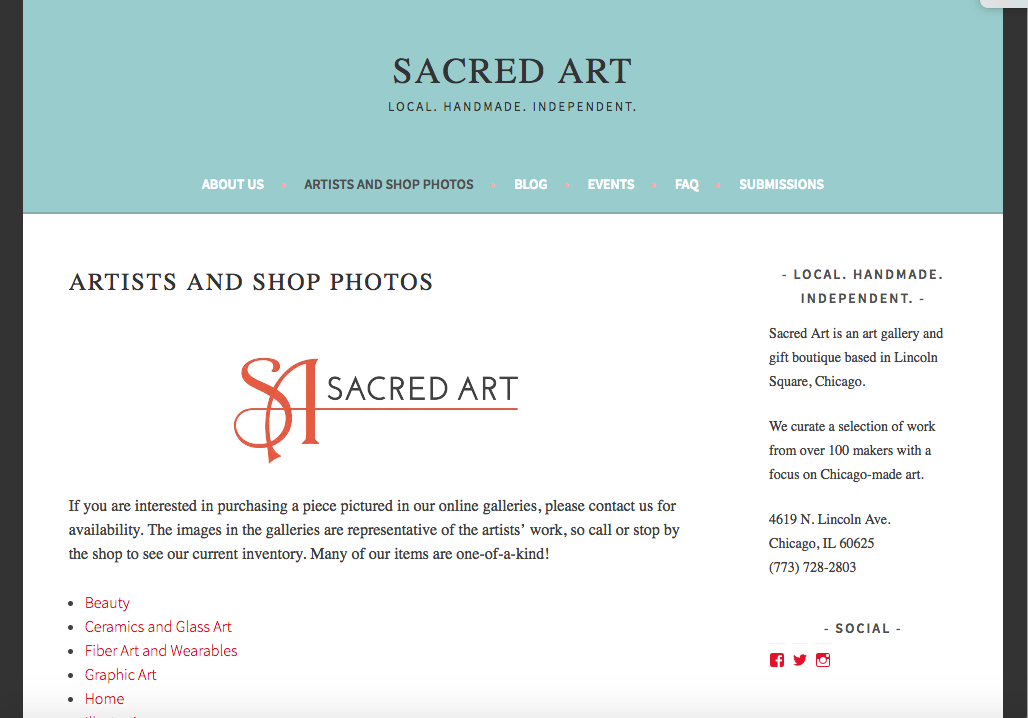 SACRED ART
LOCAL. HANDMADE. INDEPENDENT.
ABOUT US • ARTISTS AND SHOP PHOTOS • BLOG • EVENTS • FAQ • SUBMISSIONS
ARTISTS AND SHOP PHOTOS
SA SACRED ART
If you are interested in purchasing a piece pictured in our online galleries, please contact us for
availability. The images in the galleries are representative of the artists’ work, so call or stop by
the shop to see our current inventory. Many of our items are one-of-a-kind!
• Beauty
• Ceramics and Glass Art
• Fiber Art and Wearables
• Graphic Art
• Home
- LOCAL. HANDMADE.
INDEPENDENT. -
Sacred Art is an art gallery and
gift boutique based in Lincoln
Square, Chicago.
We curate a selection of work
from over 100 makers with a
focus on Chicago-made art.
4619 N. Lincoln Ave.
Chicago, IL 60625
(773) 728-2803
- SOCIAL -